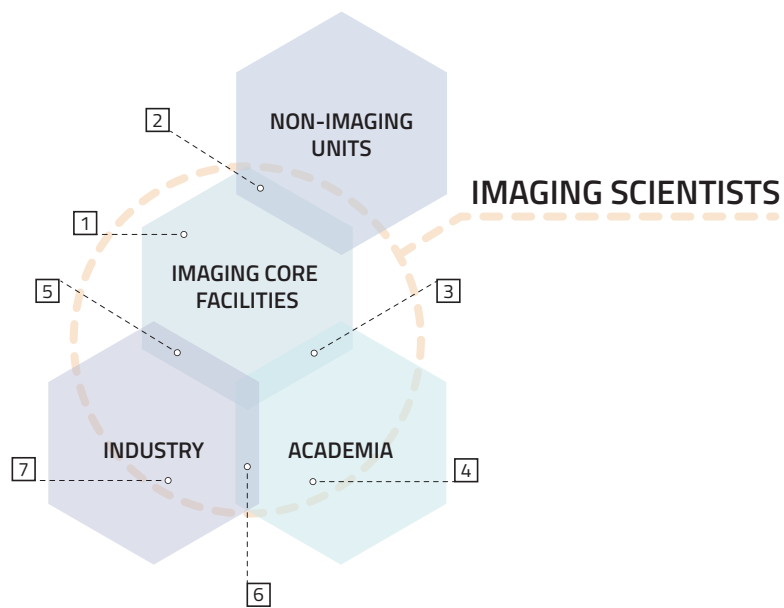 NON-IMAGING
UNITS
2
IMAGING SCIENTISTS
1
IMAGING CORE
FACILITIES
5
3
INDUSTRY
ACADEMIA
7
4
6